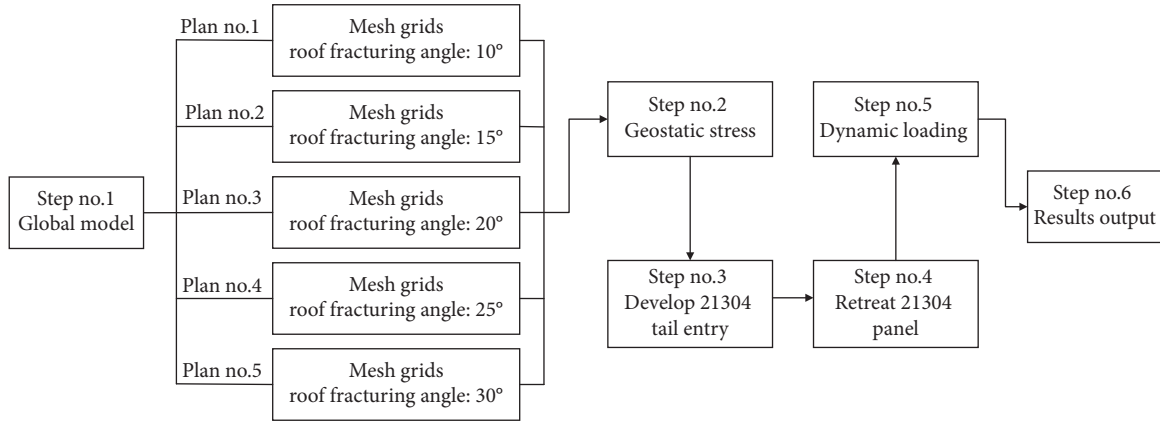 Step no.1
Global model
Plan no.1
Mesh grids
roof fracturing angle: 10°
Plan no.2
Mesh grids
roof fracturing angle: 15°
Plan no.3
Mesh grids
roof fracturing angle: 20°
Plan no.4
Mesh grids
roof fracturing angle: 25°
Plan no.5
Mesh grids
roof fracturing angle: 30°
Step no.2
Geostatic stress
Step no.3
Develop 21304
tail entry
Step no.4
Retreat 21304
panel
Step no.5
Dynamic loading
Step no.6
Results output